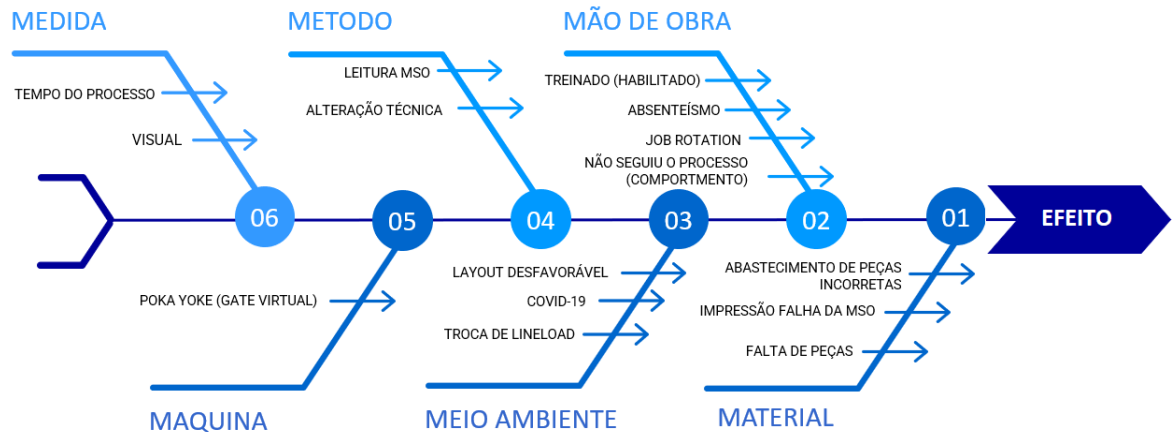 MEDIDA
METODO
MÃO DE OBRA
TEMPO DO PROCESSO
VISUAL
LEITURA MSO
ALTERAÇÃO TÉCNICA
TREINADO (HABILITADO)
ABSENTEÍSMO
JOB ROTATION
NÃO SEGUIU O PROCESSO
(COMPORTMENTO)
06
05
04
03
02
01
EFEITO
POKA YOKE (GATE VIRTUAL)
LAYOUT DESFAVORÁVEL
COVID-19
TROCA DE LINELOAD
ABASTECIMENTO DE PEÇAS
INCORRETAS
IMPRESSÃO FALHA DA MSO
FALTA DE PEÇAS
MAQUINA
MEIO AMBIENTE
MATERIAL